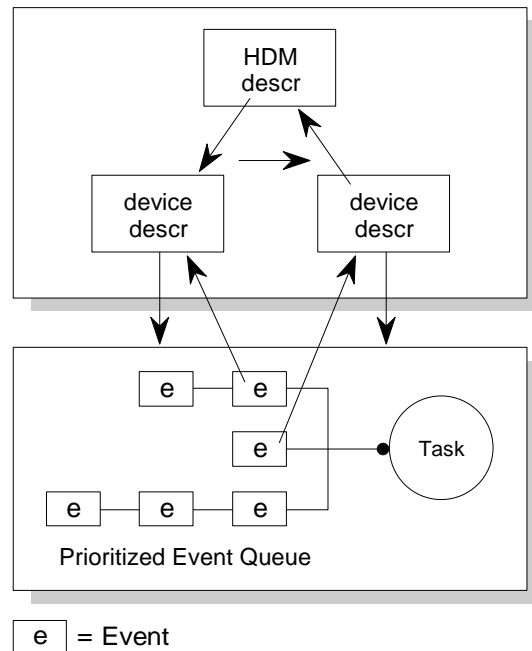 HDM
descr
device
descr
device
descr
e
e
e
Task
e
e
e
Prioritized Event Queue
e = Event